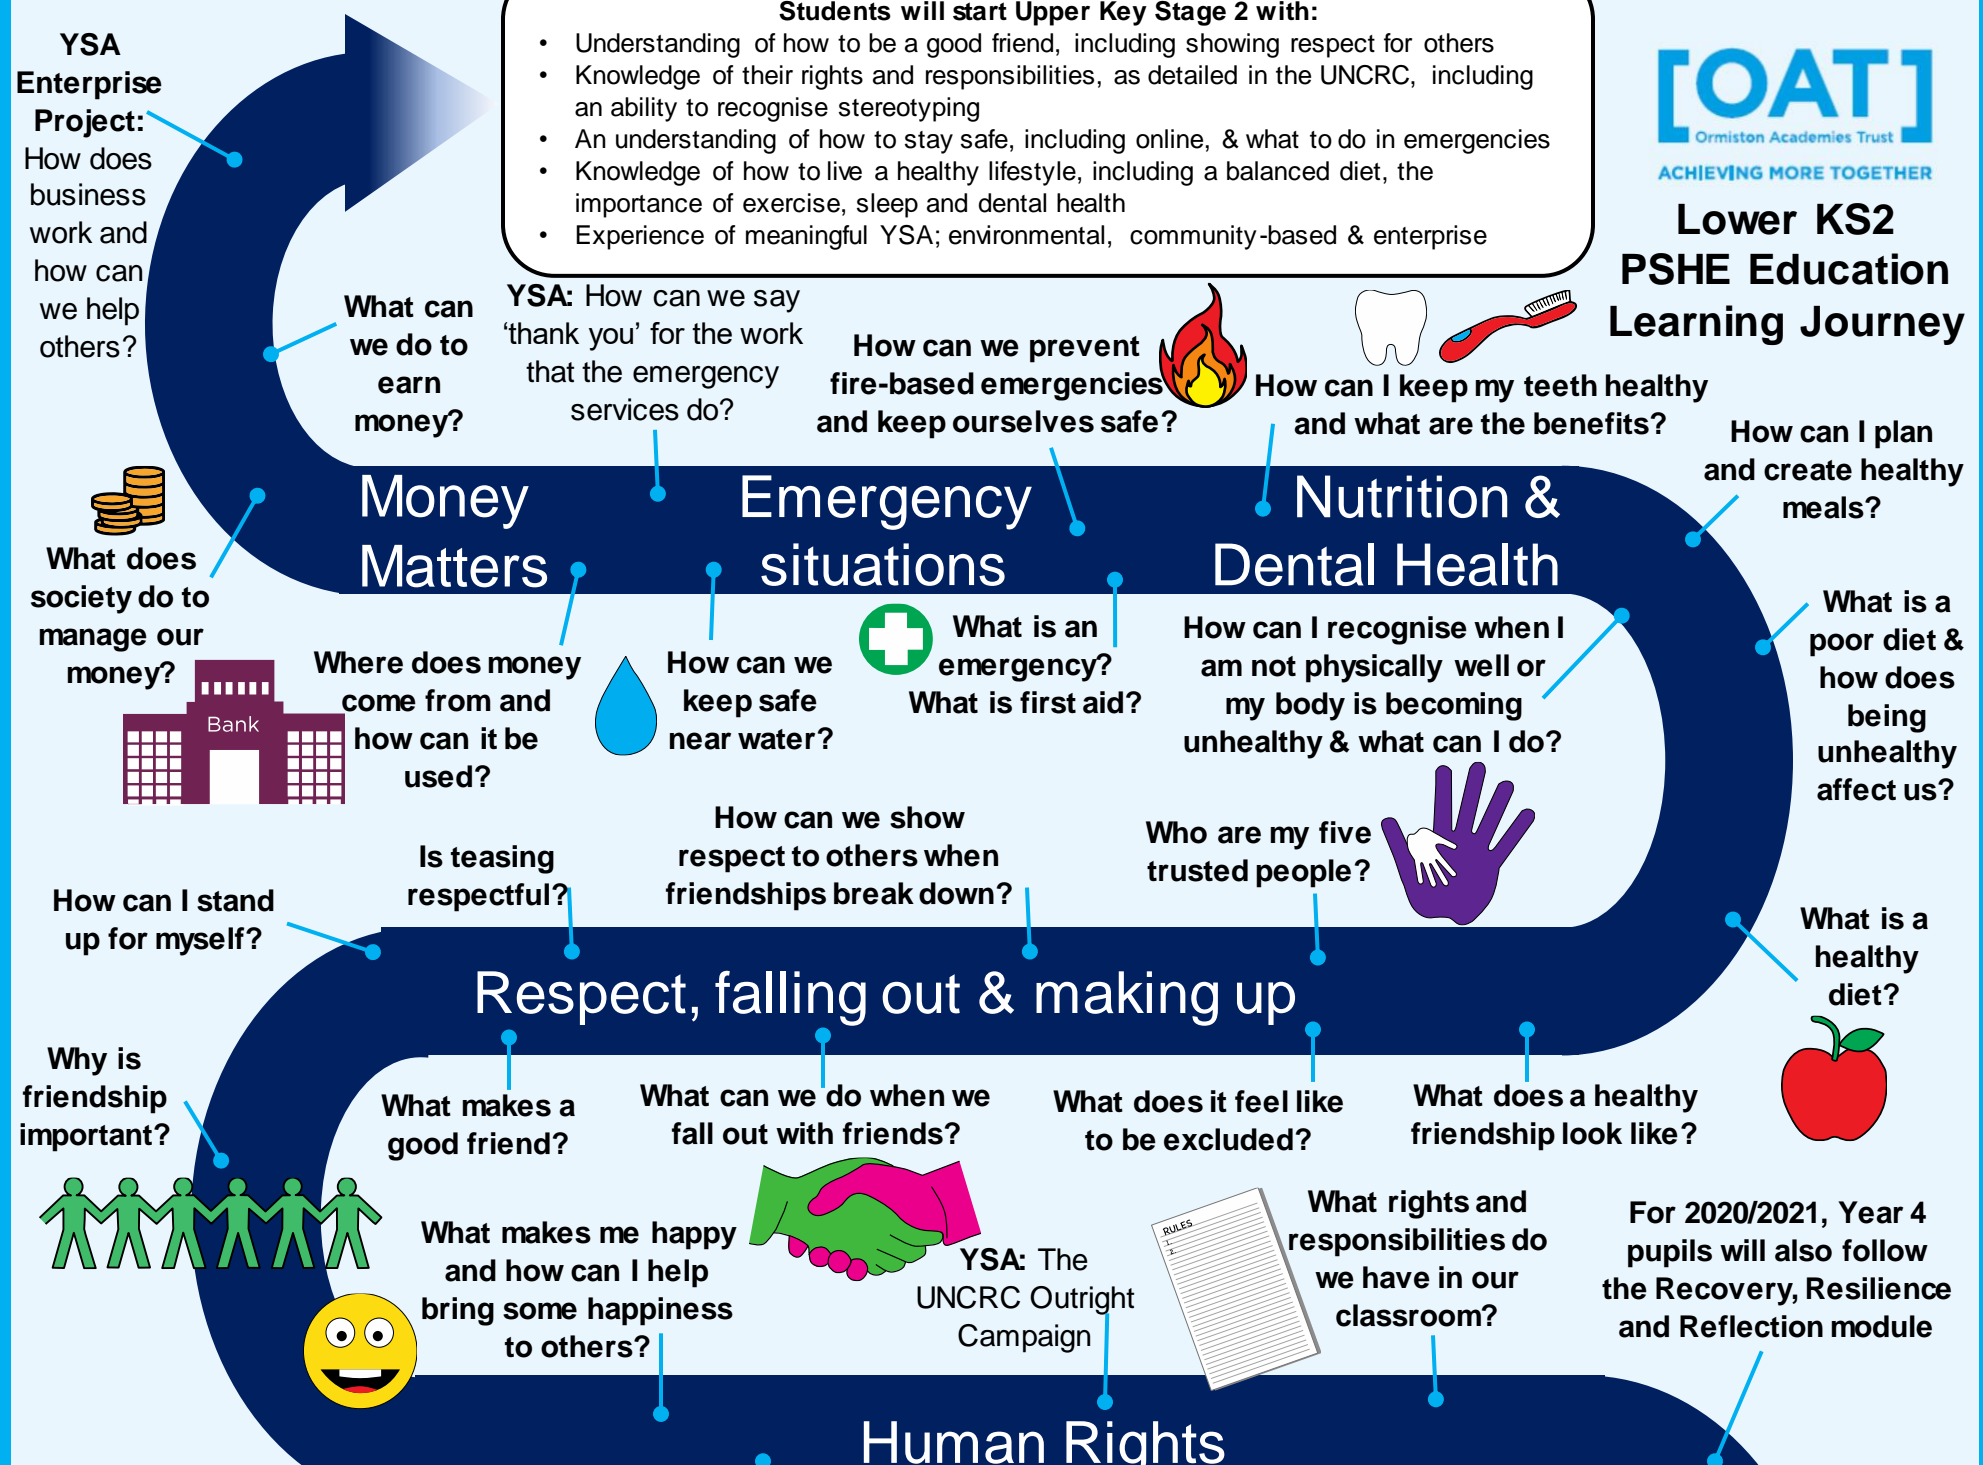 Students will start Upper Key Stage 2 with:
• Understanding of how to be a good friend, including showing respect for others
• Knowledge of their rights and responsibilities, as detailed in the UNCRC, including
an ability to recognise stereotyping
• An understanding of how to stay safe, including online, & what to do in emergencies
• Knowledge of how to live a healthy lifestyle, including a balanced diet, the
importance of exercise, sleep and dental health
• Experience of meaningful YSA; environmental, community-based & enterprise
[OAT]
Ormiston Academies Trust
ACHIEVING MORE TOGETHER
Lower KS2
PSHE Education
Learning Journey
YSA
Enterprise
Project:
How does
business
work and
how can
we help
others?
What can
we do to
earn
money?
YSA: How can we say
‘thank you’ for the work
that the emergency
services do?
How can we prevent
fire-based emergencies
and keep ourselves safe?
How can I keep my teeth healthy
and what are the benefits?
How can I plan
and create healthy
meals?
Money
Matters
Emergency
situations
Nutrition &
Dental Health
What does
society do to
manage our
money?
Bank
Where does money
come from and
how can it be
used?
How can we
keep safe
near water?
What is an
emergency?
What is first aid?
How can I recognise when I
am not physically well or
my body is becoming
unhealthy & what can I do?
What is a
poor diet &
how does
being
unhealthy
affect us?
How can I stand
up for myself?
Is teasing
respectful?
How can we show
respect to others when
friendships break down?
Who are my five
trusted people?
What is a
healthy
diet?
Respect, falling out & making up
Why is
friendship
important?
What makes a
good friend?
What can we do when we
fall out with friends?
What does it feel like
to be excluded?
What does a healthy
friendship look like?
What makes me happy
and how can I help
bring some happiness
to others?
YSA: The
UNCRC Outright
Campaign
RULES
1.
2.
What rights and
responsibilities do
we have in our
classroom?
For 2020/2021, Year 4
pupils will also follow
the Recovery, Resilience
and Reflection module
Human Rights